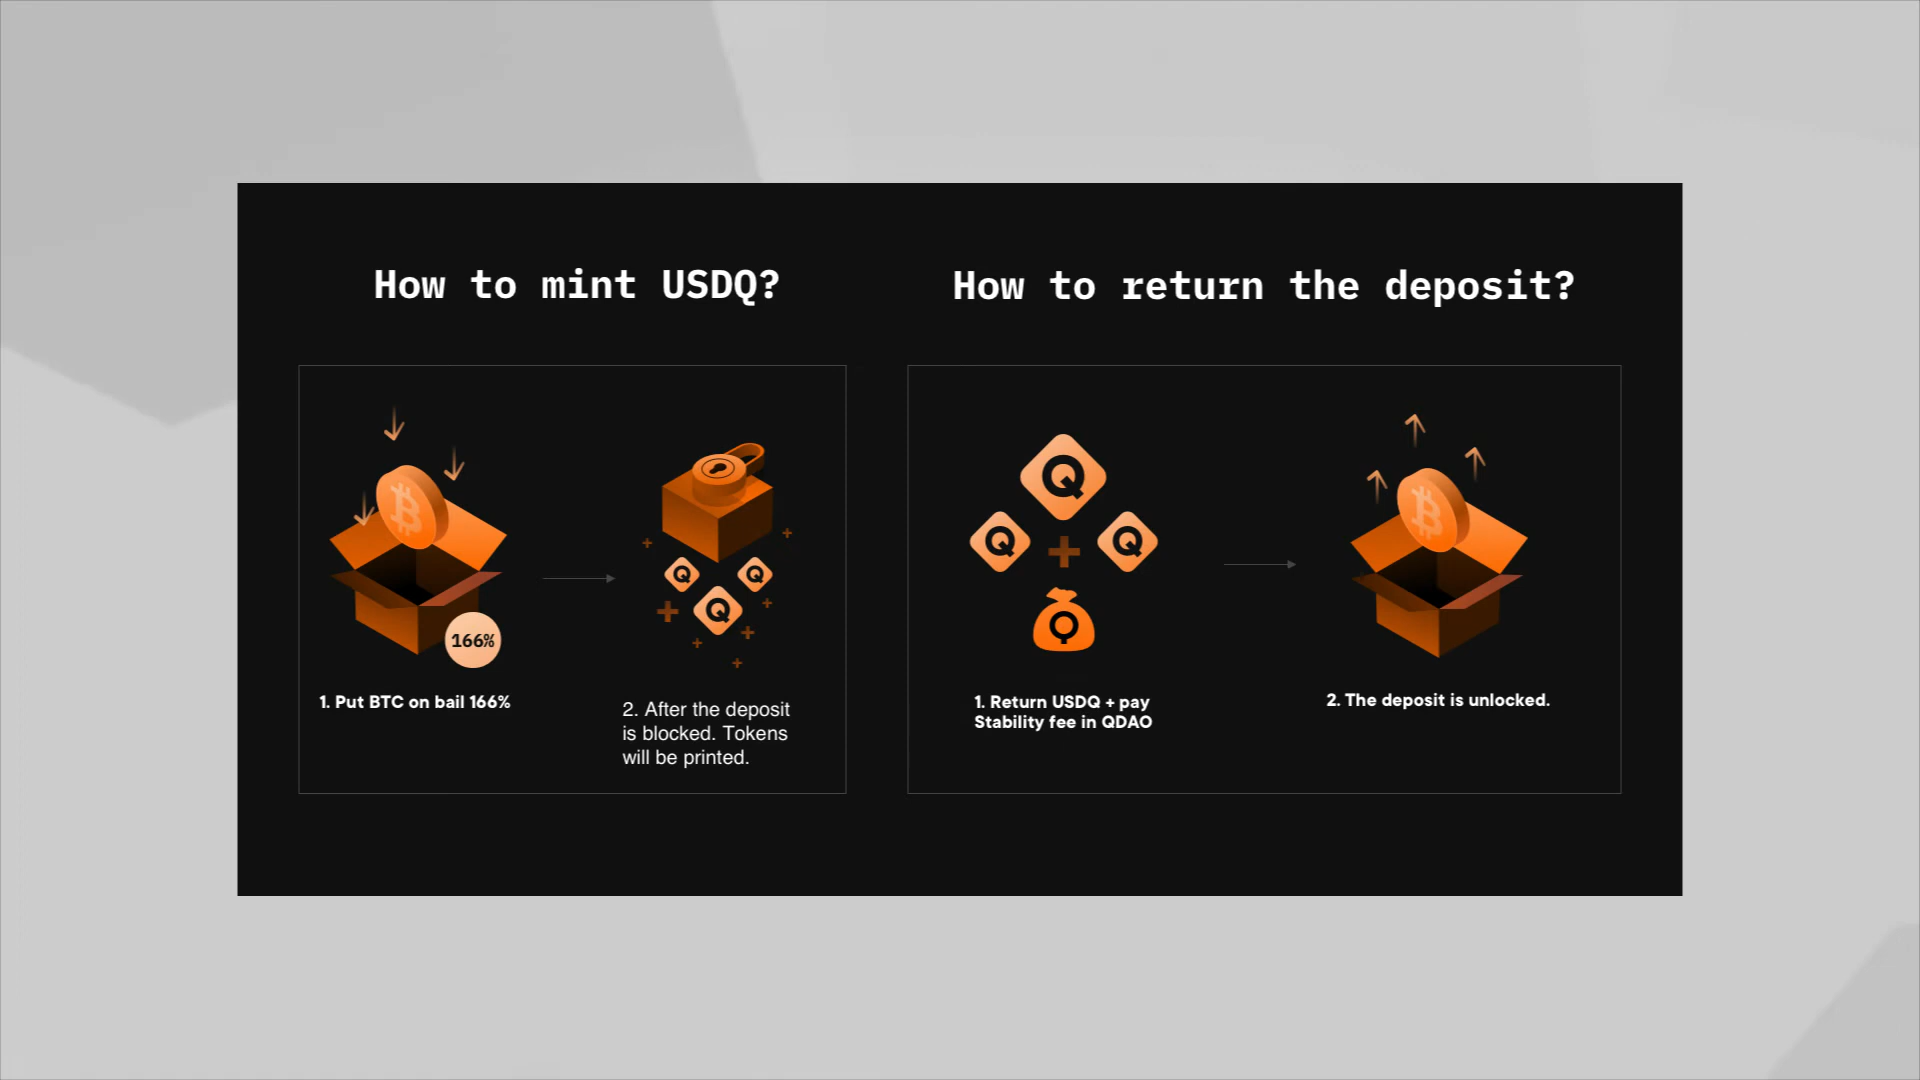 How to mint USDQ?
166%
1. Put BTC on bail 166%
2. After the deposit
is blocked. Tokens
will be printed.
How to return the deposit?
1. Return USDQ + pay
Stability fee in QDAO
2. The deposit is unlocked.